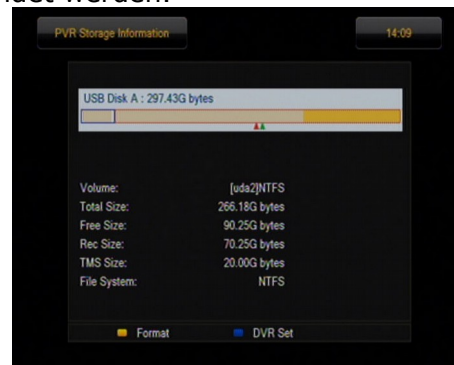 PVR Storage Information 14:09
USB Disk A : 297.43G bytes
Volume: [uda2]NTFS
Total Size: 266.18G bytes
Free Size: 90.25G bytes
Rec Size: 70.25G bytes
TMS Size: 20.00G bytes
File System: NTFS
Format DVR Set